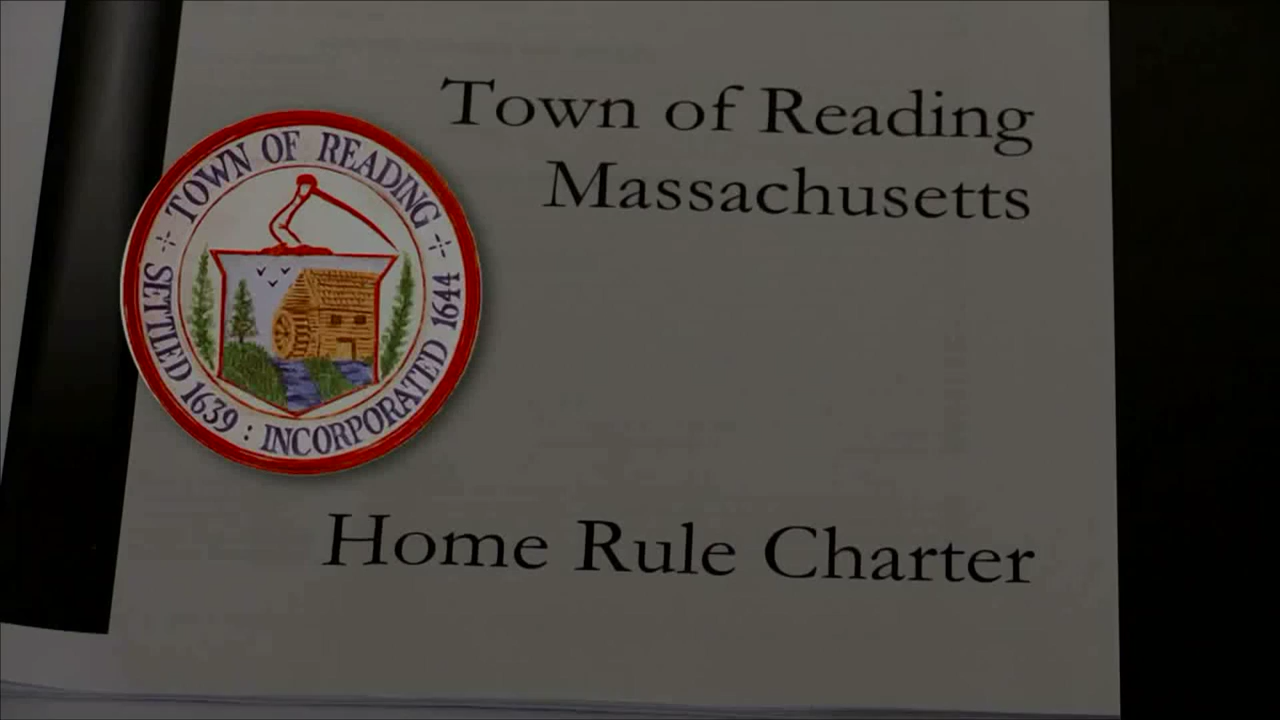 Town of Reading
Massachusetts
TOWN OF READING
SETTLED 1639 : INCORPORATED 1644
Home Rule Charter